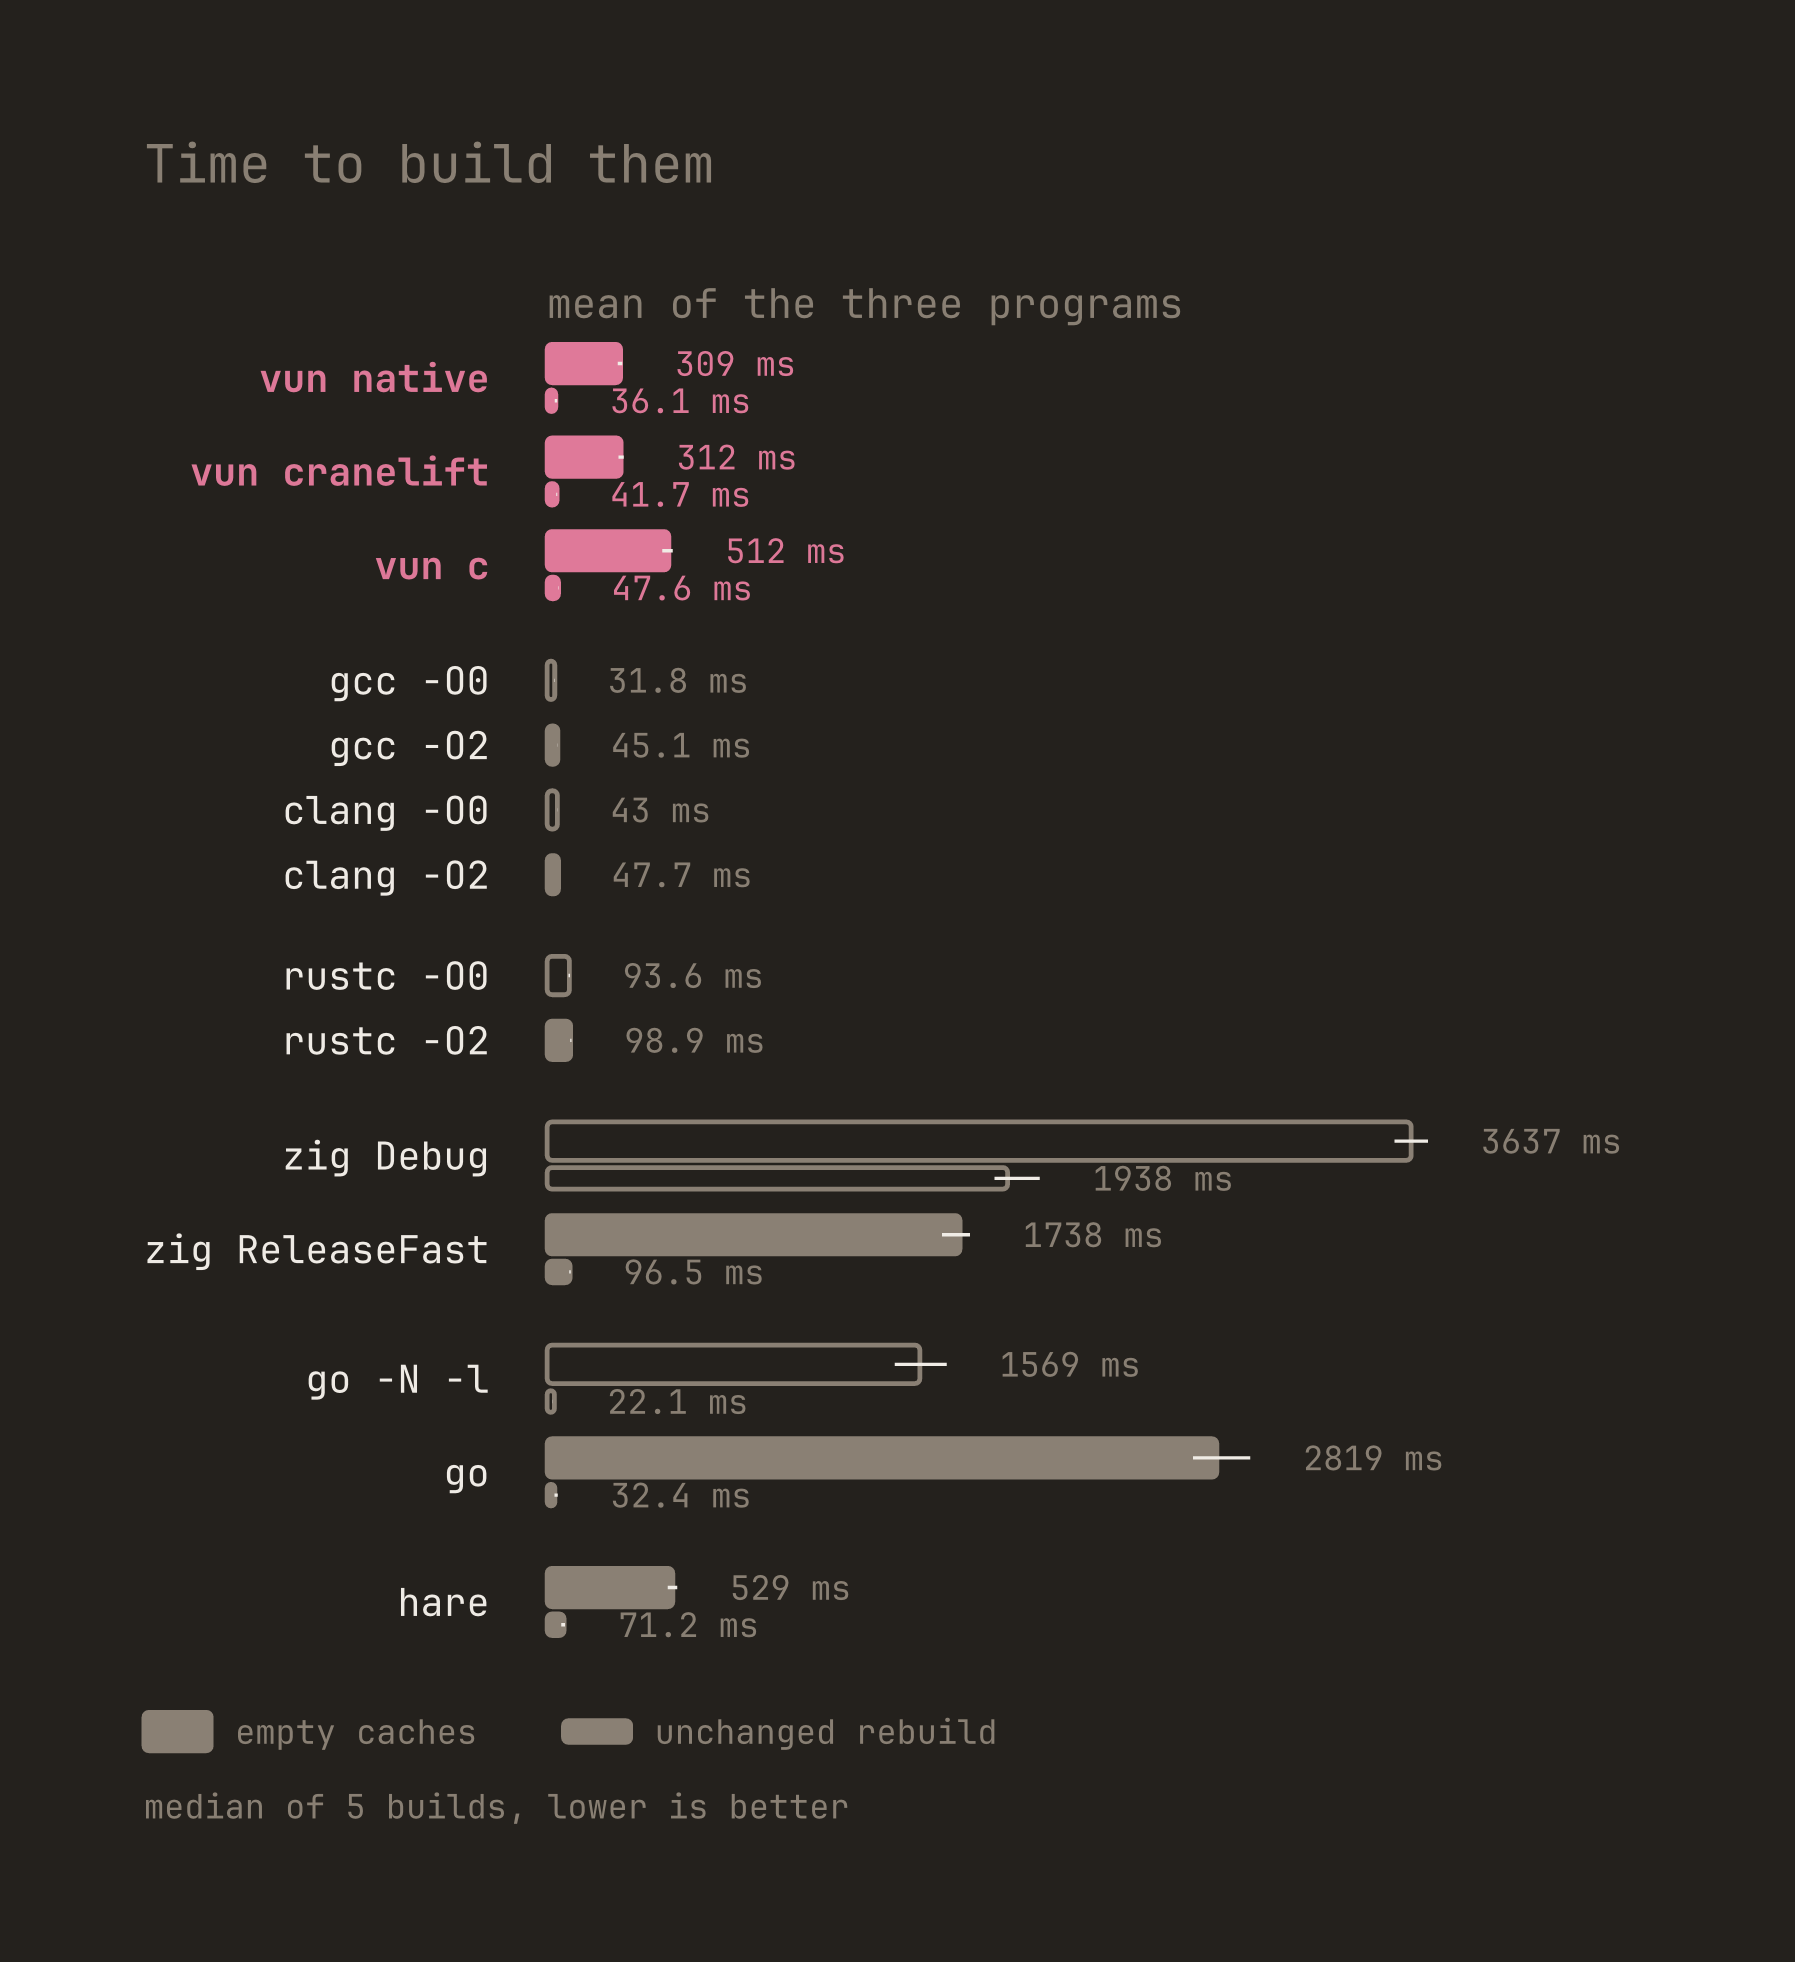 Time to build them
mean of the three programs
vun native 309 ms
36.1 ms
vun cranelift 312 ms
41.7 ms
vun c 512 ms
47.6 ms
gcc -O0 31.8 ms
gcc -O2 45.1 ms
clang -O0 43 ms
clang -O2 47.7 ms
rustc -O0 93.6 ms
rustc -O2 98.9 ms
zig Debug 3637 ms
1938 ms
zig ReleaseFast 1738 ms
96.5 ms
go -N -l 1569 ms
22.1 ms
go 2819 ms
32.4 ms
hare 529 ms
71.2 ms
empty caches unchanged rebuild
median of 5 builds, lower is better